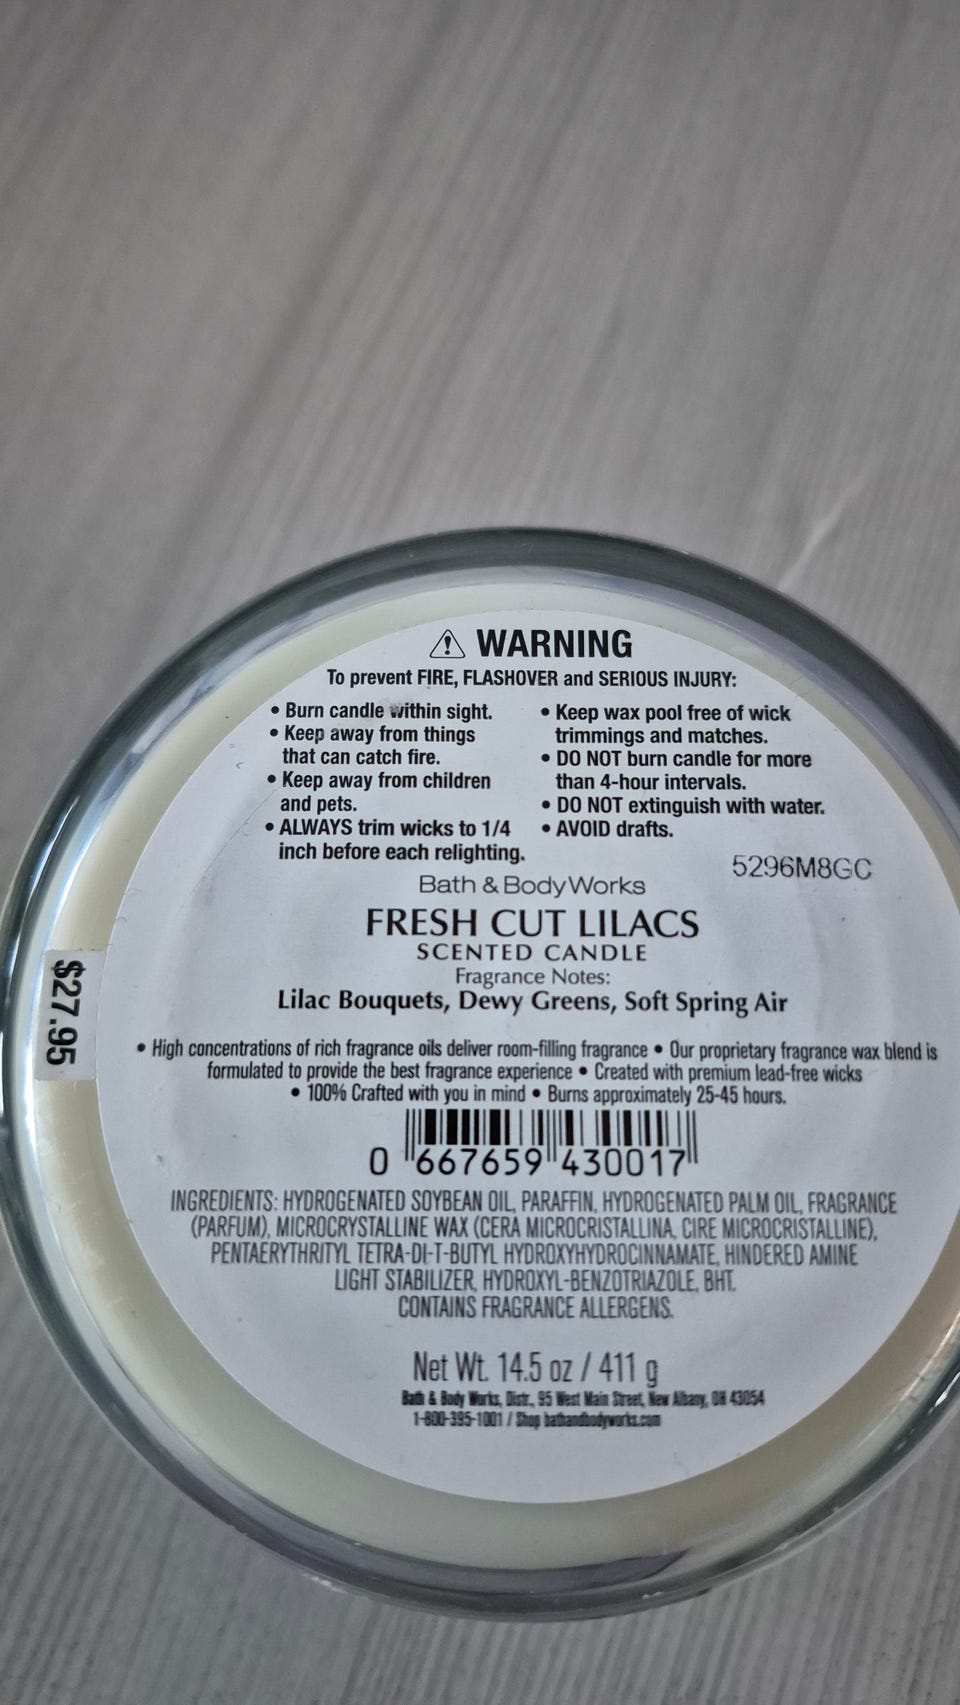 ⚠ WARNING
To prevent FIRE, FLASHOVER and SERIOUS INJURY:
• Burn candle within sight.
• Keep away from things
that can catch fire.
• Keep away from children
and pets.
• ALWAYS trim wicks to 1/4
inch before each relighting.
• Keep wax pool free of wick
trimmings and matches.
• DO NOT burn candle for more
than 4-hour intervals.
• DO NOT extinguish with water.
• AVOID drafts.
5296M8GC
Bath & Body Works
FRESH CUT LILACS
SCENTED CANDLE
Fragrance Notes:
Lilac Bouquets, Dewy Greens, Soft Spring Air
$27.95
• High concentrations of rich fragrance oils deliver room-filling fragrance • Our proprietary fragrance wax blend is
formulated to provide the best fragrance experience • Created with premium lead-free wicks
• 100% Crafted with you in mind • Burns approximately 25-45 hours.
0 667659 430017
INGREDIENTS: HYDROGENATED SOYBEAN OIL, PARAFFIN, HYDROGENATED PALM OIL, FRAGRANCE
(PARFUM), MICROCRYSTALLINE WAX (CERA MICROCRISTALLINA, CIRE MICROCRISTALLINE),
PENTAERYTHRITYL TETRA-DI-T-BUTYL HYDROXYHYDROCINNAMATE, HINDERED AMINE
LIGHT STABILIZER, HYDROXYL-BENZOTRIAZOLE, BHT.
CONTAINS FRAGRANCE ALLERGENS.
Net Wt. 14.5 oz / 411 g
Bath & Body Works, Distr., 95 West Main Street, New Albany, OH 43054
1-800-395-1001 / Shop bathandbodyworks.com